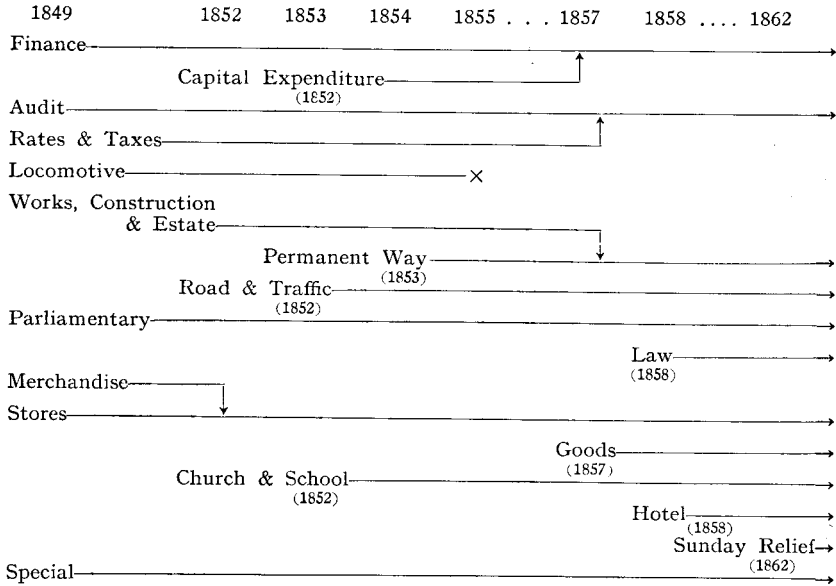 1849 1852 1853 1854 1855 . . . 1857 1858 .... 1862
Finance
Capital Expenditure
(1852)
Audit
Rates & Taxes
Locomotive
Works, Construction
& Estate
Permanent Way
(1853)
Road & Traffic
(1852)
Parliamentary
Law
(1858)
Merchandise
Stores
Goods
(1857)
Church & School
(1852)
Hotel
(1858)
Sunday Relief
(1862)
Special